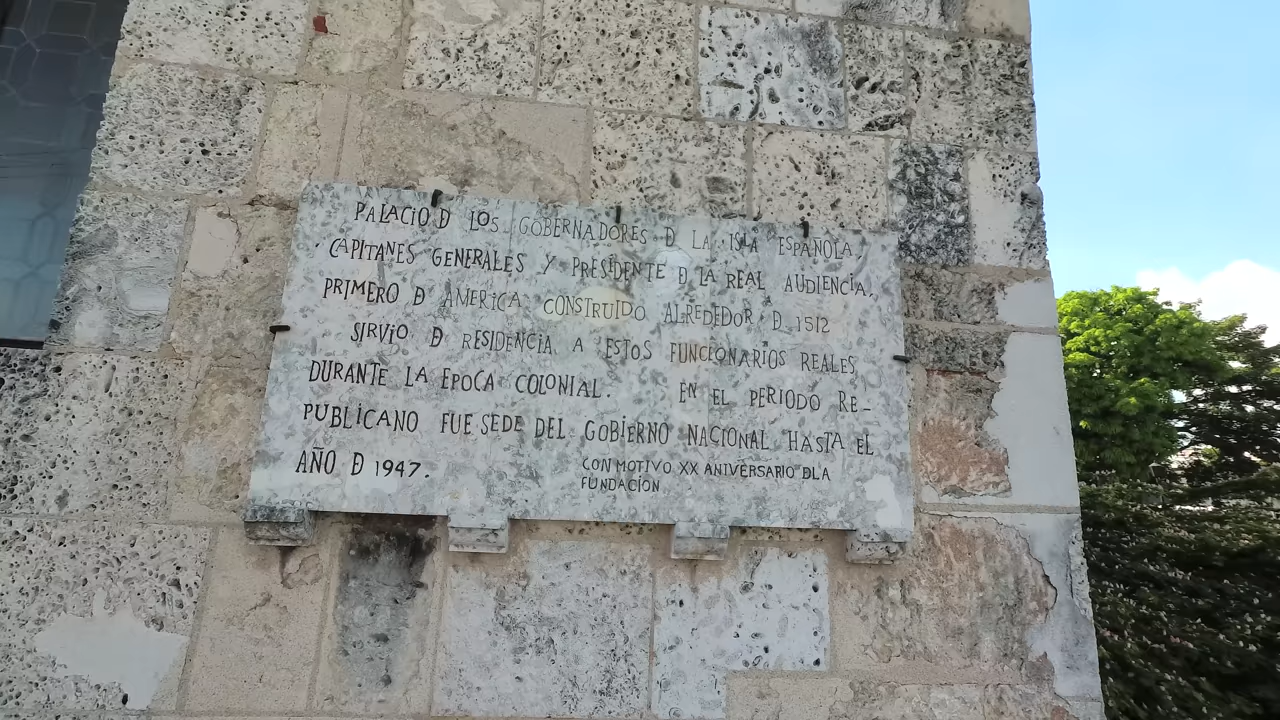 PALACIO D LOS GOBERNADORES D LA ISLA ESPAÑOLA,
CAPITANES GENERALES Y PRESIDENTE D LA REAL AUDIENCIA,
PRIMERO D AMERICA CONSTRUIDO ALREDEDOR D 1512
SIRVIO D RESIDENCIA A ESTOS FUNCIONARIOS REALES
DURANTE LA EPOCA COLONIAL. EN EL PERIODO RE-
PUBLICANO FUE SEDE DEL GOBIERNO NACIONAL HASTA EL
AÑO D 1947.
CON MOTIVO XX ANIVERSARIO DLA
FUNDACIÓN